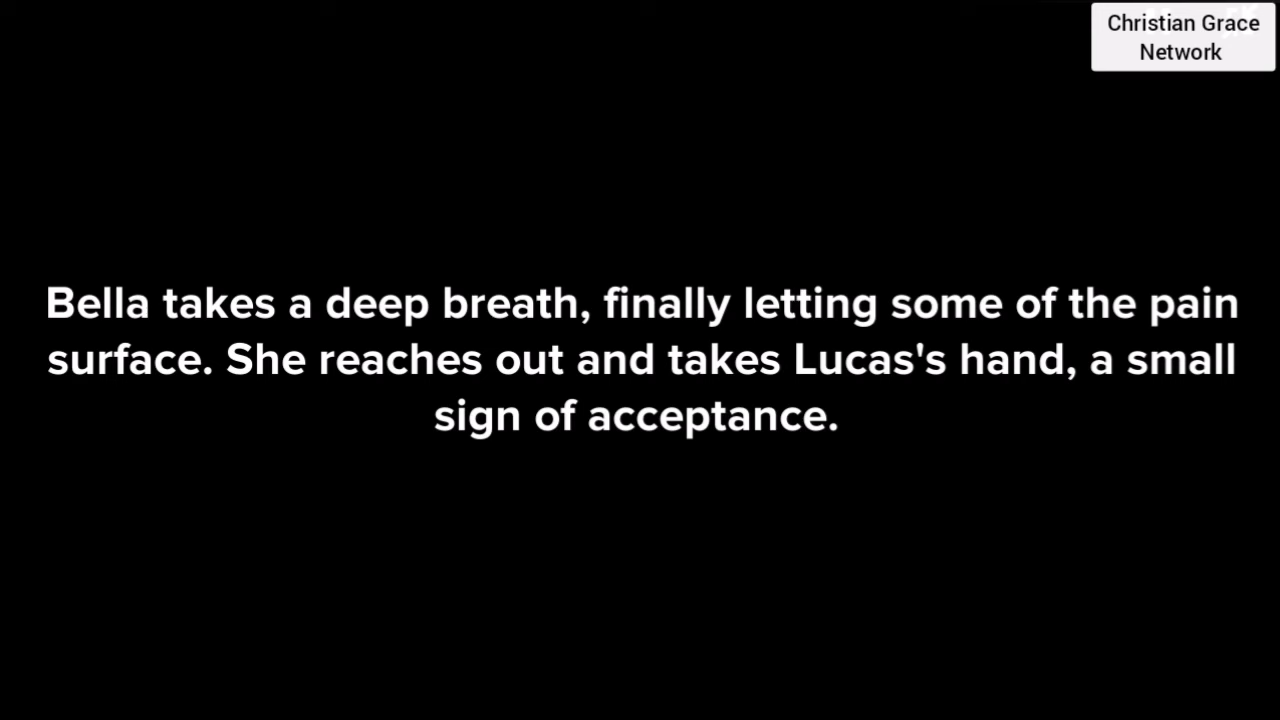 Christian Grace
Network
Bella takes a deep breath, finally letting some of the pain
surface. She reaches out and takes Lucas's hand, a small
sign of acceptance.